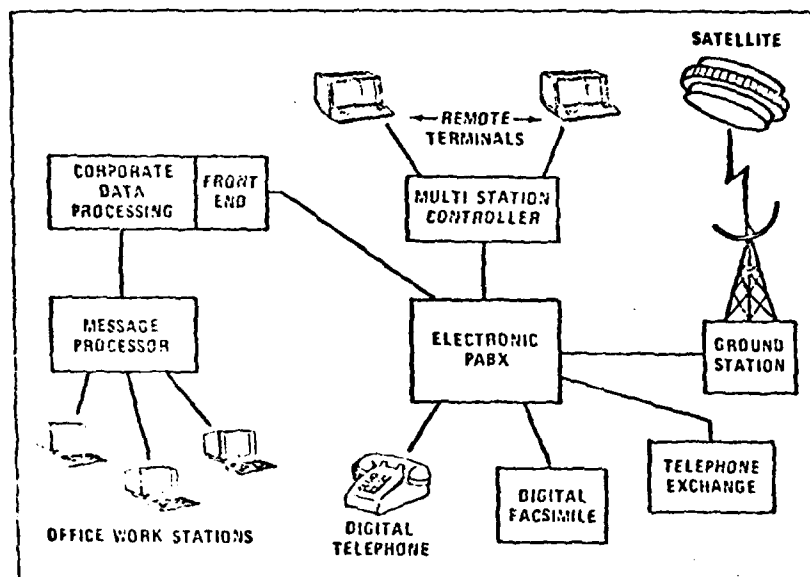 SATELLITE
REMOTE
TERMINALS
CORPORATE
DATA
PROCESSING
FRONT
END
MULTI STATION
CONTROLLER
MESSAGE
PROCESSOR
ELECTRONIC
PABX
GROUND
STATION
OFFICE WORK STATIONS
DIGITAL
TELEPHONE
DIGITAL
FACSIMILE
TELEPHONE
EXCHANGE